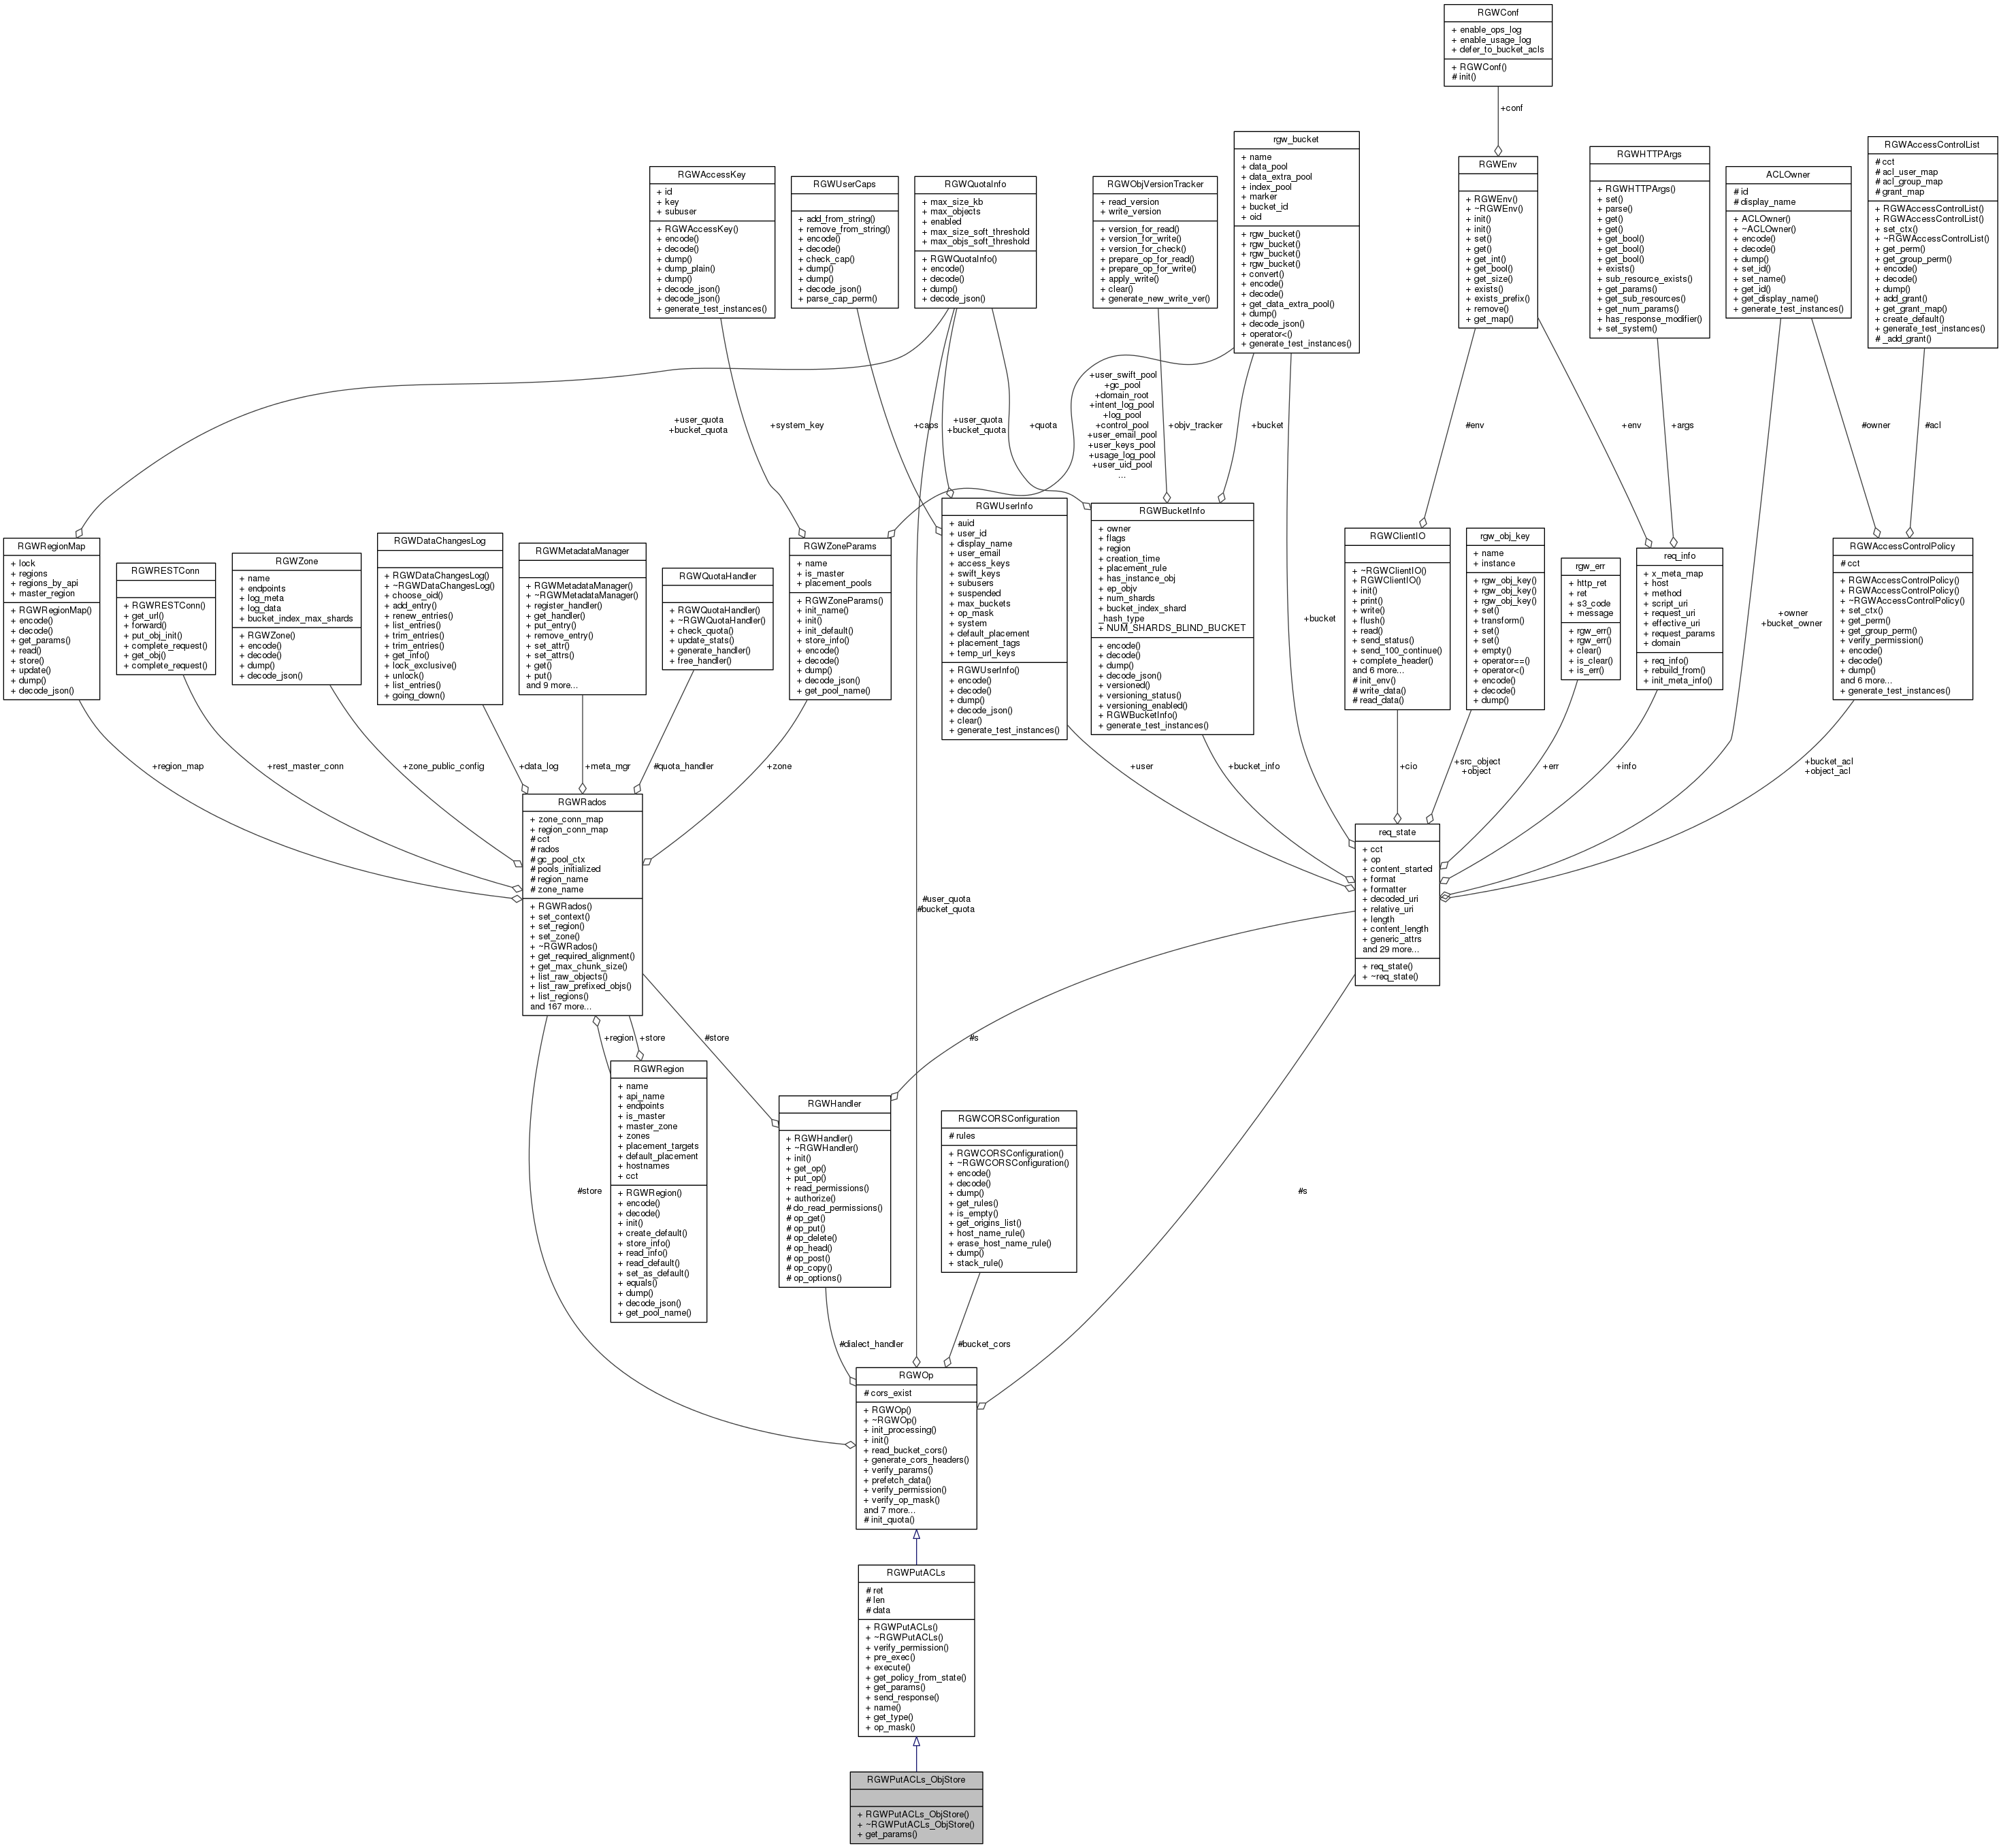 RGWConf
+ enable_ops_log
+ enable_usage_log
+ defer_to_bucket_acls
+ RGWConf()
# init()
+conf
RGWAccessKey
+ id
+ key
+ subuser
+ RGWAccessKey()
+ encode()
+ decode()
+ dump()
+ dump_plain()
+ dump()
+ decode_json()
+ decode_json()
+ generate_test_instances()
RGWUserCaps
+ add_from_string()
+ remove_from_string()
+ encode()
+ decode()
+ check_cap()
+ dump()
+ dump()
+ decode_json()
+ parse_cap_perm()
RGWQuotaInfo
+ max_size_kb
+ max_objects
+ enabled
+ max_size_soft_threshold
+ max_objs_soft_threshold
+ RGWQuotaInfo()
+ encode()
+ decode()
+ dump()
+ decode_json()
RGWObjVersionTracker
+ read_version
+ write_version
+ version_for_read()
+ version_for_write()
+ version_for_check()
+ prepare_op_for_read()
+ prepare_op_for_write()
+ apply_write()
+ clear()
+ generate_new_write_ver()
rgw_bucket
+ name
+ data_pool
+ data_extra_pool
+ index_pool
+ marker
+ bucket_id
+ oid
+ rgw_bucket()
+ rgw_bucket()
+ rgw_bucket()
+ rgw_bucket()
+ convert()
+ encode()
+ decode()
+ get_data_extra_pool()
+ dump()
+ decode_json()
+ operator<()
+ generate_test_instances()
RGWEnv
+ RGWEnv()
+ ~RGWEnv()
+ init()
+ init()
+ set()
+ get()
+ get_int()
+ get_bool()
+ get_size()
+ exists()
+ exists_prefix()
+ remove()
+ get_map()
RGWHTTPArgs
+ RGWHTTPArgs()
+ set()
+ parse()
+ get()
+ get()
+ get_bool()
+ get_bool()
+ get_bool()
+ exists()
+ sub_resource_exists()
+ get_params()
+ get_sub_resources()
+ get_num_params()
+ has_response_modifier()
+ set_system()
ACLOwner
# id
# display_name
+ ACLOwner()
+ ~ACLOwner()
+ encode()
+ decode()
+ dump()
+ set_id()
+ set_name()
+ get_id()
+ get_display_name()
+ generate_test_instances()
RGWAccessControlList
# cct
# acl_user_map
# acl_group_map
# grant_map
+ RGWAccessControlList()
+ RGWAccessControlList()
+ set_ctx()
+ ~RGWAccessControlList()
+ get_perm()
+ get_group_perm()
+ encode()
+ decode()
+ dump()
+ add_grant()
+ get_grant_map()
+ create_default()
+ generate_test_instances()
# _add_grant()
+user_quota
+bucket_quota
+system_key
+caps
+user_quota
+bucket_quota
+quota
+user_swift_pool
+gc_pool
+domain_root
+intent_log_pool
+log_pool
+control_pool
+user_email_pool
+user_keys_pool
+usage_log_pool
+user_uid_pool
...
+objv_tracker
+bucket
#env
+env
+args
#owner
#acl
RGWRegionMap
+ lock
+ regions
+ regions_by_api
+ master_region
+ RGWRegionMap()
+ encode()
+ decode()
+ get_params()
+ read()
+ store()
+ update()
+ dump()
+ decode_json()
RGWRESTConn
+ RGWRESTConn()
+ get_url()
+ forward()
+ put_obj_init()
+ complete_request()
+ get_obj()
+ complete_request()
RGWZone
+ name
+ endpoints
+ log_meta
+ log_data
+ bucket_index_max_shards
+ RGWZone()
+ encode()
+ decode()
+ dump()
+ decode_json()
RGWDataChangesLog
+ RGWDataChangesLog()
+ ~RGWDataChangesLog()
+ choose_oid()
+ add_entry()
+ renew_entries()
+ list_entries()
+ trim_entries()
+ trim_entries()
+ get_info()
+ lock_exclusive()
+ unlock()
+ list_entries()
+ going_down()
RGWMetadataManager
+ RGWMetadataManager()
+ ~RGWMetadataManager()
+ register_handler()
+ get_handler()
+ put_entry()
+ remove_entry()
+ set_attr()
+ set_attrs()
+ get()
+ put()
and 9 more...
RGWQuotaHandler
+ RGWQuotaHandler()
+ ~RGWQuotaHandler()
+ check_quota()
+ update_stats()
+ generate_handler()
+ free_handler()
RGWZoneParams
+ name
+ is_master
+ placement_pools
+ RGWZoneParams()
+ init_name()
+ init()
+ init_default()
+ store_info()
+ encode()
+ decode()
+ dump()
+ decode_json()
+ get_pool_name()
RGWUserInfo
+ auid
+ user_id
+ display_name
+ user_email
+ access_keys
+ swift_keys
+ subusers
+ suspended
+ max_buckets
+ op_mask
+ system
+ default_placement
+ placement_tags
+ temp_url_keys
+ RGWUserInfo()
+ encode()
+ decode()
+ dump()
+ decode_json()
+ clear()
+ generate_test_instances()
RGWBucketInfo
+ owner
+ flags
+ region
+ creation_time
+ placement_rule
+ has_instance_obj
+ ep_objv
+ num_shards
+ bucket_index_shard
_hash_type
+ NUM_SHARDS_BLIND_BUCKET
+ encode()
+ decode()
+ dump()
+ decode_json()
+ versioned()
+ versioning_status()
+ versioning_enabled()
+ RGWBucketInfo()
+ generate_test_instances()
+bucket
RGWClientIO
+ ~RGWClientIO()
+ RGWClientIO()
+ init()
+ print()
+ write()
+ flush()
+ read()
+ send_status()
+ send_100_continue()
+ complete_header()
and 6 more...
# init_env()
# write_data()
# read_data()
rgw_obj_key
+ name
+ instance
+ rgw_obj_key()
+ rgw_obj_key()
+ rgw_obj_key()
+ set()
+ transform()
+ set()
+ set()
+ empty()
+ operator==()
+ operator<()
+ encode()
+ decode()
+ dump()
rgw_err
+ http_ret
+ ret
+ s3_code
+ message
+ rgw_err()
+ rgw_err()
+ clear()
+ is_clear()
+ is_err()
req_info
+ x_meta_map
+ host
+ method
+ script_uri
+ request_uri
+ effective_uri
+ request_params
+ domain
+ req_info()
+ rebuild_from()
+ init_meta_info()
+owner
+bucket_owner
RGWAccessControlPolicy
# cct
+ RGWAccessControlPolicy()
+ RGWAccessControlPolicy()
+ ~RGWAccessControlPolicy()
+ set_ctx()
+ get_perm()
+ get_group_perm()
+ verify_permission()
+ encode()
+ decode()
+ dump()
and 6 more...
+ generate_test_instances()
+region_map
+rest_master_conn
+zone_public_config
+data_log
+meta_mgr
#quota_handler
+zone
+user
+bucket_info
+cio
+src_object
+object
+err
+info
+bucket_acl
+object_acl
RGWRados
+ zone_conn_map
+ region_conn_map
# cct
# rados
# gc_pool_ctx
# pools_initialized
# region_name
# zone_name
+ RGWRados()
+ set_context()
+ set_region()
+ set_zone()
+ ~RGWRados()
+ get_required_alignment()
+ get_max_chunk_size()
+ list_raw_objects()
+ list_raw_prefixed_objs()
+ list_regions()
and 167 more...
#user_quota
#bucket_quota
req_state
+ cct
+ op
+ content_started
+ format
+ formatter
+ decoded_uri
+ relative_uri
+ length
+ content_length
+ generic_attrs
and 29 more...
+ req_state()
+ ~req_state()
+region
+store
#store
#s
RGWRegion
+ name
+ api_name
+ endpoints
+ is_master
+ master_zone
+ zones
+ placement_targets
+ default_placement
+ hostnames
+ cct
+ RGWRegion()
+ encode()
+ decode()
+ init()
+ create_default()
+ store_info()
+ read_info()
+ read_default()
+ set_as_default()
+ equals()
+ dump()
+ decode_json()
+ get_pool_name()
RGWHandler
+ RGWHandler()
+ ~RGWHandler()
+ init()
+ get_op()
+ put_op()
+ read_permissions()
+ authorize()
# do_read_permissions()
# op_get()
# op_put()
# op_delete()
# op_head()
# op_post()
# op_copy()
# op_options()
RGWCORSConfiguration
# rules
+ RGWCORSConfiguration()
+ ~RGWCORSConfiguration()
+ encode()
+ decode()
+ dump()
+ get_rules()
+ is_empty()
+ get_origins_list()
+ host_name_rule()
+ erase_host_name_rule()
+ dump()
+ stack_rule()
#store
#s
#dialect_handler
#bucket_cors
RGWOp
# cors_exist
+ RGWOp()
+ ~RGWOp()
+ init_processing()
+ init()
+ read_bucket_cors()
+ generate_cors_headers()
+ verify_params()
+ prefetch_data()
+ verify_permission()
+ verify_op_mask()
and 7 more...
# init_quota()
RGWPutACLs
# ret
# len
# data
+ RGWPutACLs()
+ ~RGWPutACLs()
+ verify_permission()
+ pre_exec()
+ execute()
+ get_policy_from_state()
+ get_params()
+ send_response()
+ name()
+ get_type()
+ op_mask()
RGWPutACLs_ObjStore
+ RGWPutACLs_ObjStore()
+ ~RGWPutACLs_ObjStore()
+ get_params()